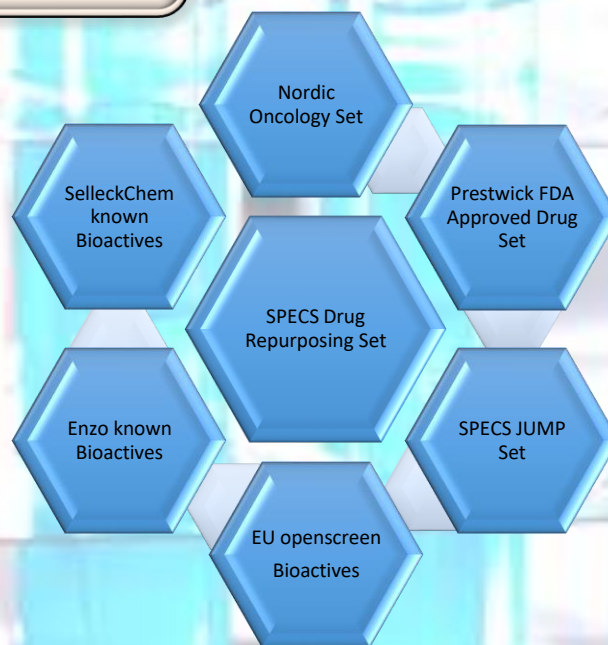 Nordic
Oncology Set
SelleckChem
known
Bioactives
Prestwick FDA
Approved Drug
Set
SPECS Drug
Repurposing Set
Enzo known
Bioactives
SPECS JUMP
Set
EU openscreen
Bioactives